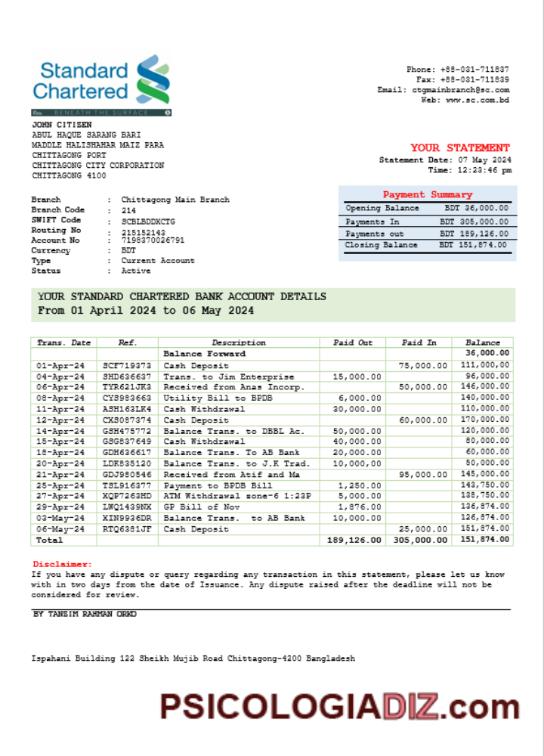 Standard
Chartered
Phone: +88-031-711837
Fax: +88-031-711839
Email: ctgmainbranch@sc.com
Web: www.sc.com.bd
BENEATH THE SURFACE
JOHN CITIZEN
ABUL HAQUE SARANG BARI
MADDLE HALISHAHAR MAIZ PARA
CHITTAGONG PORT
CHITTAGONG CITY CORPORATION
CHITTAGONG 4100
YOUR STATEMENT
Statement Date: 07 May 2024
Time: 12:23:46 pm
Payment Summary
Opening Balance BDT 36,000.00
Payments In BDT 305,000.00
Payments out BDT 189,126.00
Closing Balance BDT 151,874.00
Branch : Chittagong Main Branch
Branch Code : 214
SWIFT Code : SCBLBDDXCTG
Routing No : 215152143
Account No : 7198370026791
Currency : BDT
Type : Current Account
Status : Active
YOUR STANDARD CHARTERED BANK ACCOUNT DETAILS
From 01 April 2024 to 06 May 2024
Trans. Date Ref. Description Paid Out Paid In Balance
Balance Forward 36,000.00
01-Apr-24 SCF719373 Cash Deposit 75,000.00 111,000,00
04-Apr-24 SHD636637 Trans. to Jim Enterprise 15,000.00 96,000.00
06-Apr-24 TYR621JK3 Received from Anas Incorp. 50,000.00 146,000.00
08-Apr-24 CYS983663 Utility Bill to BPDB 6,000.00 140,000.00
11-Apr-24 ASH163LK4 Cash Withdrawal 30,000.00 110,000.00
12-Apr-24 CXS087374 Cash Deposit 60,000.00 170,000.00
14-Apr-24 GSH475772 Balance Trans. to DBBL Ac. 50,000.00 120,000.00
15-Apr-24 GSG837649 Cash Withdrawal 40,000.00 80,000.00
18-Apr-24 GDH636617 Balance Trans. To AB Bank 20,000.00 60,000.00
20-Apr-24 LDK835120 Balance Trans. to J.K Trad. 10,000,00 50,000.00
21-Apr-24 GDJ980546 Received from Atif and Ma 95,000.00 145,000.00
25-Apr-24 TSL916377 Payment to BPDB Bill 1,250.00 143,750.00
27-Apr-24 XQP7263HD ATM Withdrawal zone-6 1:23P 5,000.00 138,750.00
29-Apr-24 LWQ1439NX GP Bill of Nov 1,876.00 136,874.00
03-May-24 XIN9936DR Balance Trans. to AB Bank 10,000.00 126,874.00
06-May-24 RTQ6381JF Cash Deposit 25,000.00 151,874.00
Total 189,126.00 305,000.00 151,874.00
Disclaimer:
If you have any dispute or query regarding any transaction in this statement, please let us know
with in two days from the date of Issuance. Any dispute raised after the deadline will not be
considered for review.
BY TANZIM RAHMAN ORKO
Ispahani Building 122 Sheikh Mujib Road Chittagong-4200 Bangladesh
PSICOLOGIADIZ.com